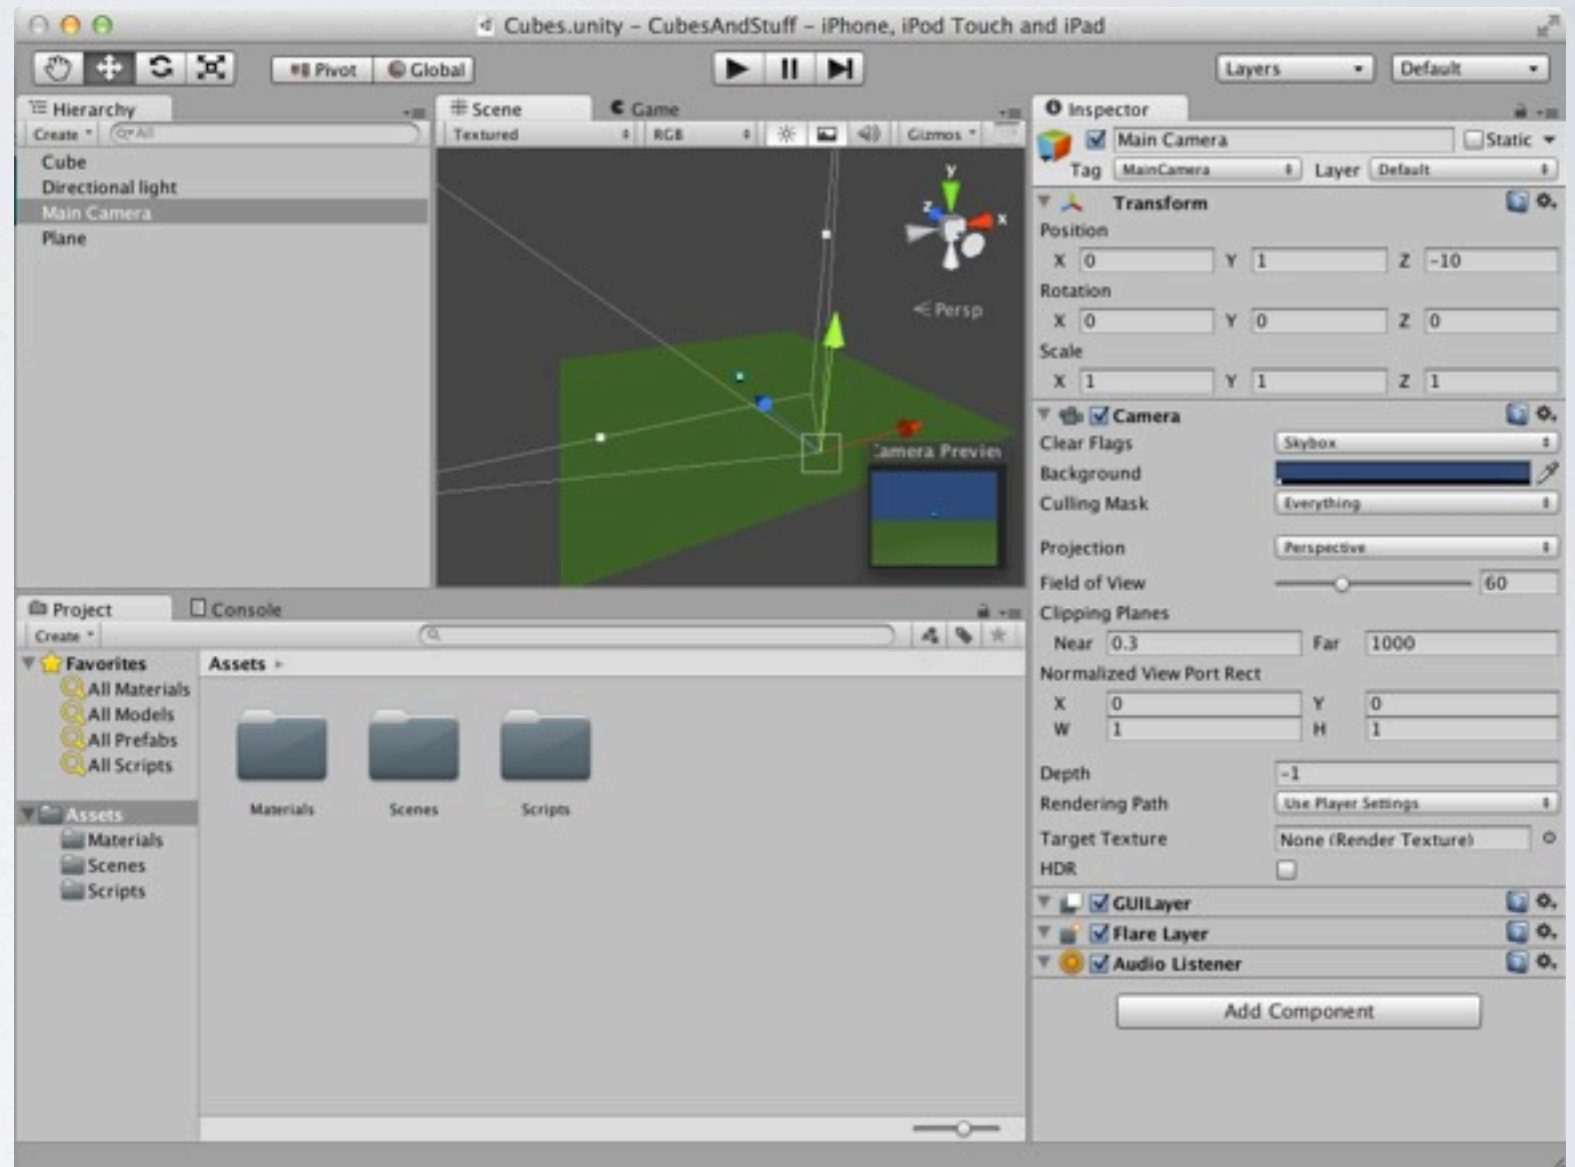 Cubes.unity – CubesAndStuff – iPhone, iPod Touch and iPad
Pivot Global Layers Default
Hierarchy
Create All
Cube
Directional light
Main Camera
Plane
Scene Game
Textured RGB Gizmos
y
z x
Persp
Camera Preview
Inspector
Main Camera Static
Tag MainCamera Layer Default
Transform
Position
X 0 Y 1 Z -10
Rotation
X 0 Y 0 Z 0
Scale
X 1 Y 1 Z 1
Camera
Clear Flags Skybox
Background
Culling Mask Everything
Projection Perspective
Field of View 60
Clipping Planes
Near 0.3 Far 1000
Normalized View Port Rect
X 0 Y 0
W 1 H 1
Depth -1
Rendering Path Use Player Settings
Target Texture None (Render Texture)
HDR
GUILayer
Flare Layer
Audio Listener
Add Component
Project Console
Create
Favorites
All Materials
All Models
All Prefabs
All Scripts
Assets
Materials
Scenes
Scripts
Assets
Materials Scenes Scripts